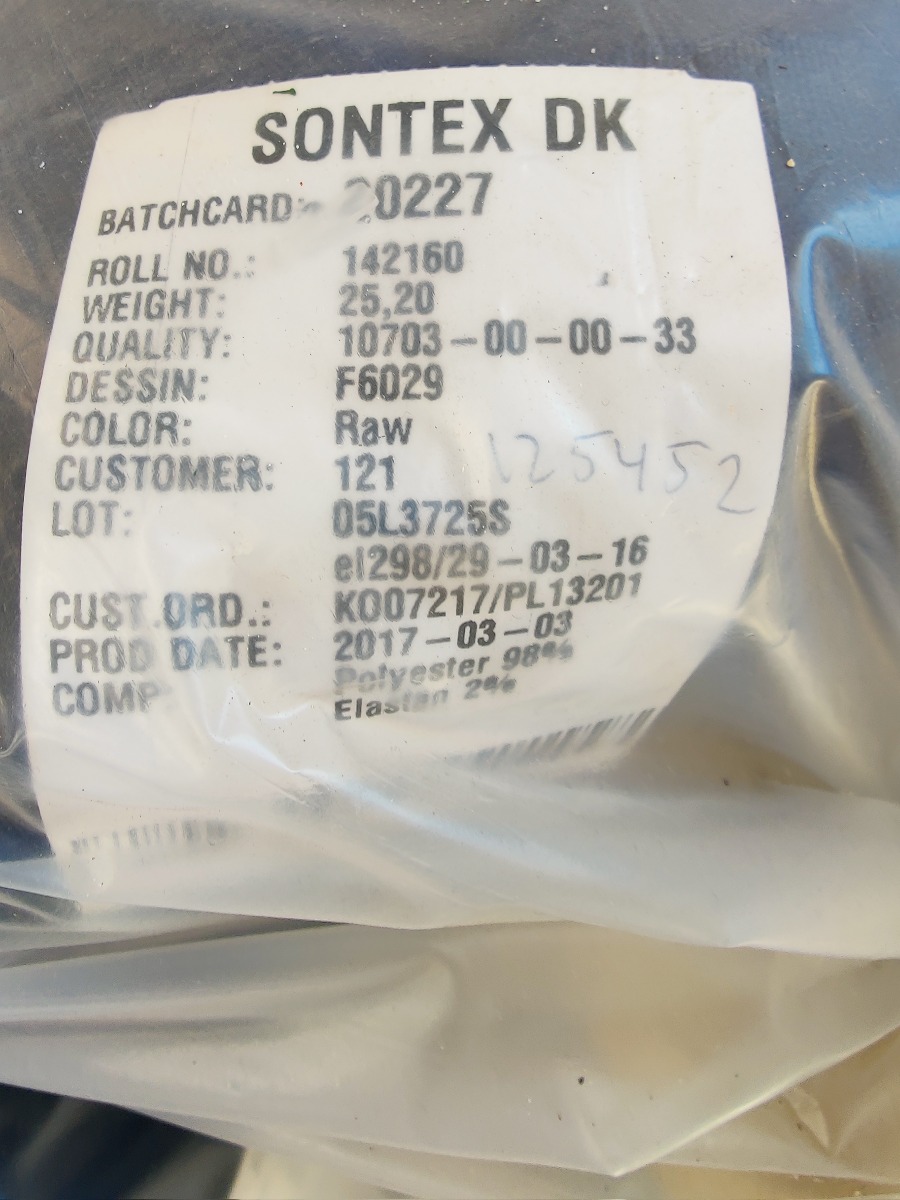 SONTEX DK
BATCHCARD: 20227
ROLL NO.: 142160
WEIGHT: 25,20
QUALITY: 10703-00-00-33
DESSIN: F6029
COLOR: Raw
CUSTOMER: 121
125452
LOT: 05L3725S
el298/29-03-16
CUST.ORD.: KO07217/PL13201
PROD DATE: 2017-03-03
COMP: Polyester 98%
Elastan 2%